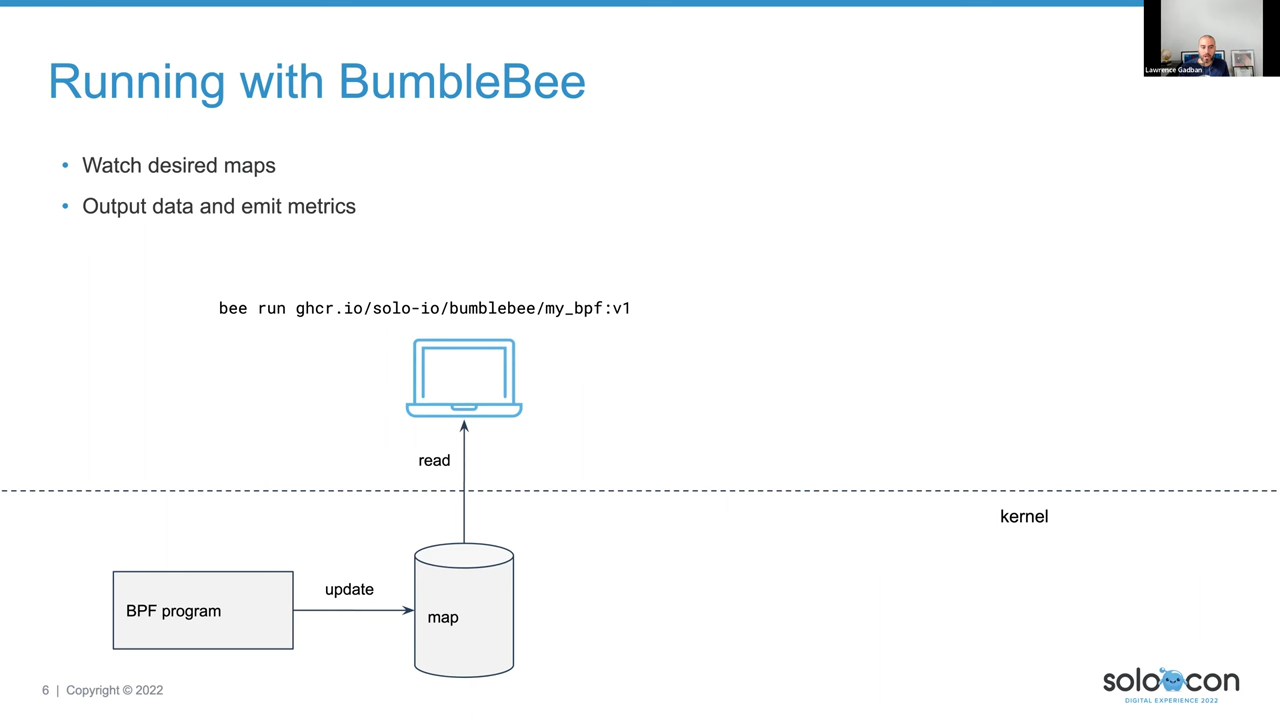 Lawrence Gadban
Running with BumbleBee
• Watch desired maps
• Output data and emit metrics
bee run ghcr.io/solo-io/bumblebee/my_bpf:v1
read
kernel
update
BPF program
map
6 | Copyright © 2022
solo con
DIGITAL EXPERIENCE 2022